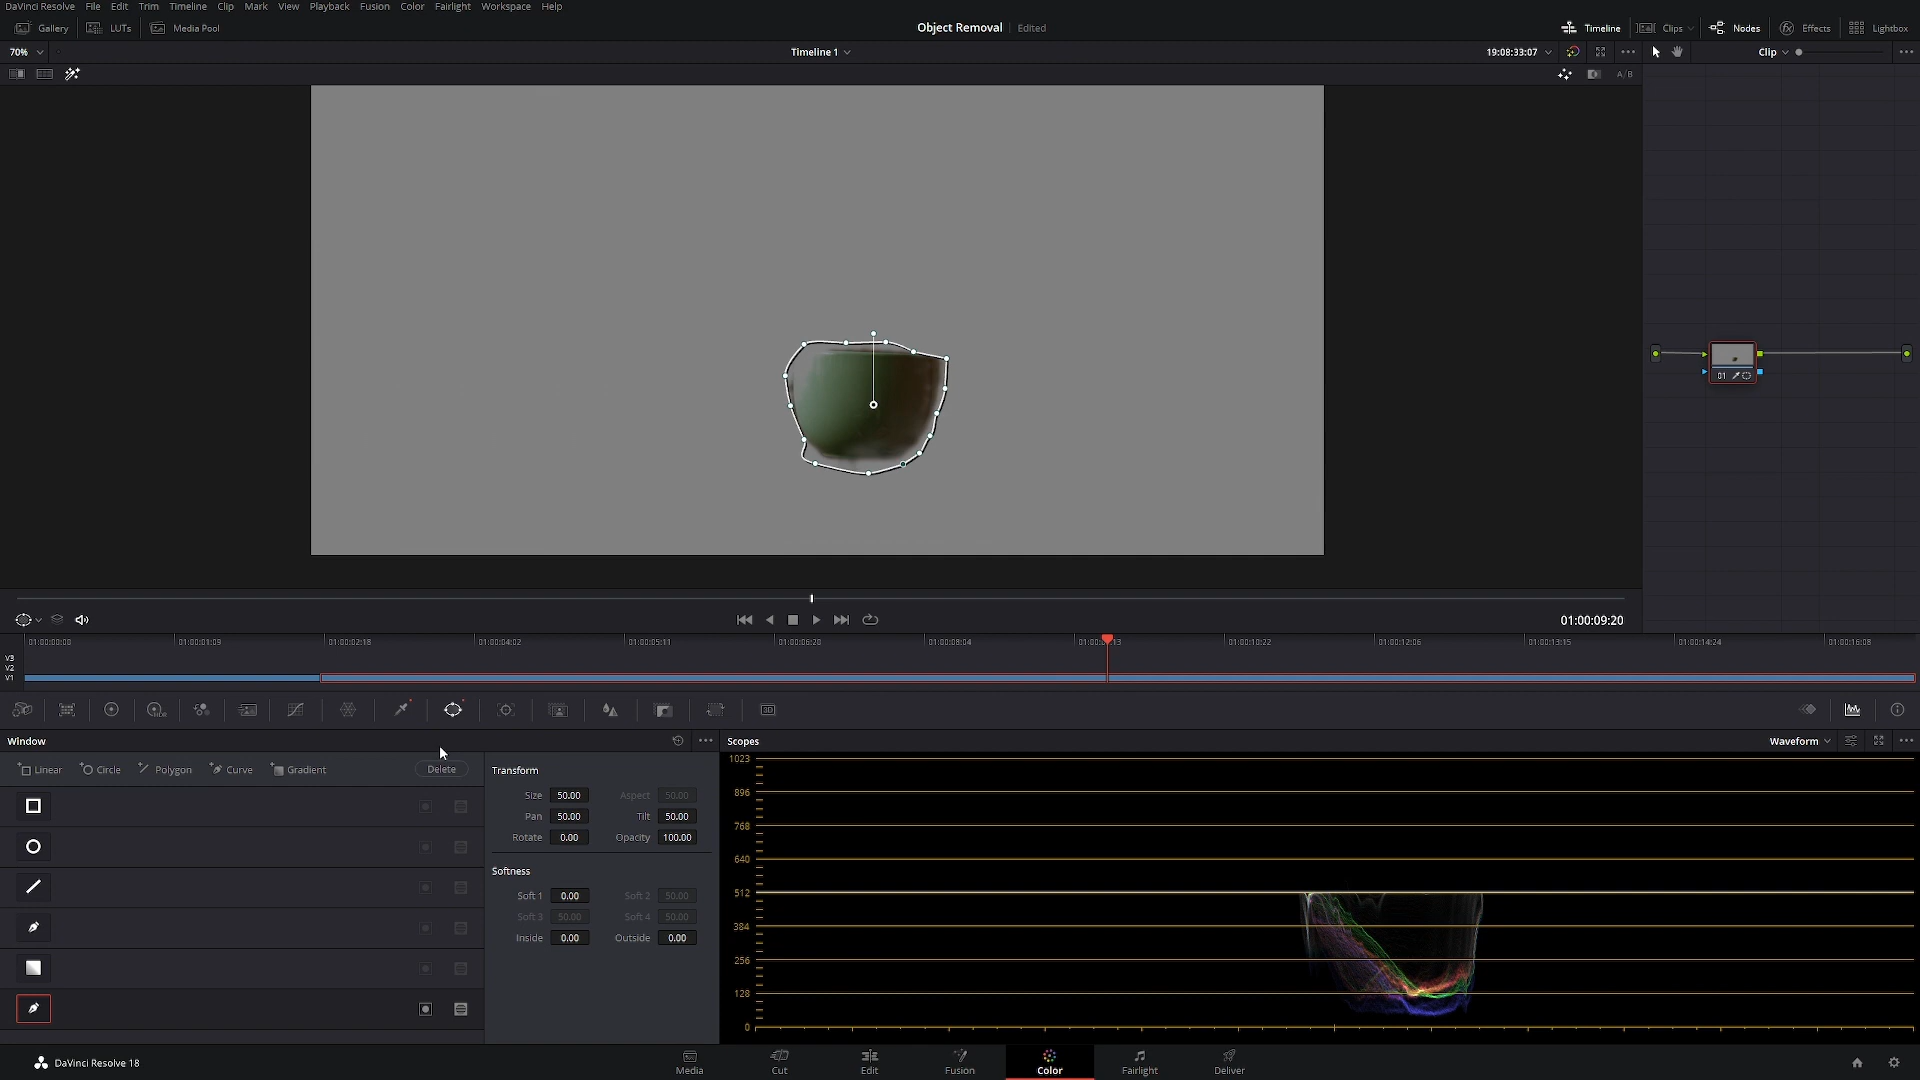 DaVinci Resolve File Edit Trim Timeline Clip Mark View Playback Fusion Color Fairlight Workspace Help
Gallery LUTs Media Pool Object Removal Edited Timeline Clips Nodes Effects Lightbox
70% Timeline 1 19:08:33:07 Clip
A/B
01
01:00:09:20
01:00:00:00 01:00:01:09 01:00:02:18 01:00:04:02 01:00:05:11 01:00:06:20 01:00:08:04 01:00:10:22 01:00:12:06 01:00:13:15 01:00:14:24 01:00:16:08
V3
V2
V1
HDR 3D
Window Scopes Waveform
Linear Circle Polygon Curve Gradient Delete
Transform
Size 50.00 Aspect 50.00
Pan 50.00 Tilt 50.00
Rotate 0.00 Opacity 100.00
Softness
Soft 1 0.00 Soft 2 50.00
Soft 3 50.00 Soft 4 50.00
Inside 0.00 Outside 0.00
1023
896
768
640
512
384
256
128
0
DaVinci Resolve 18 Media Cut Edit Fusion Color Fairlight Deliver